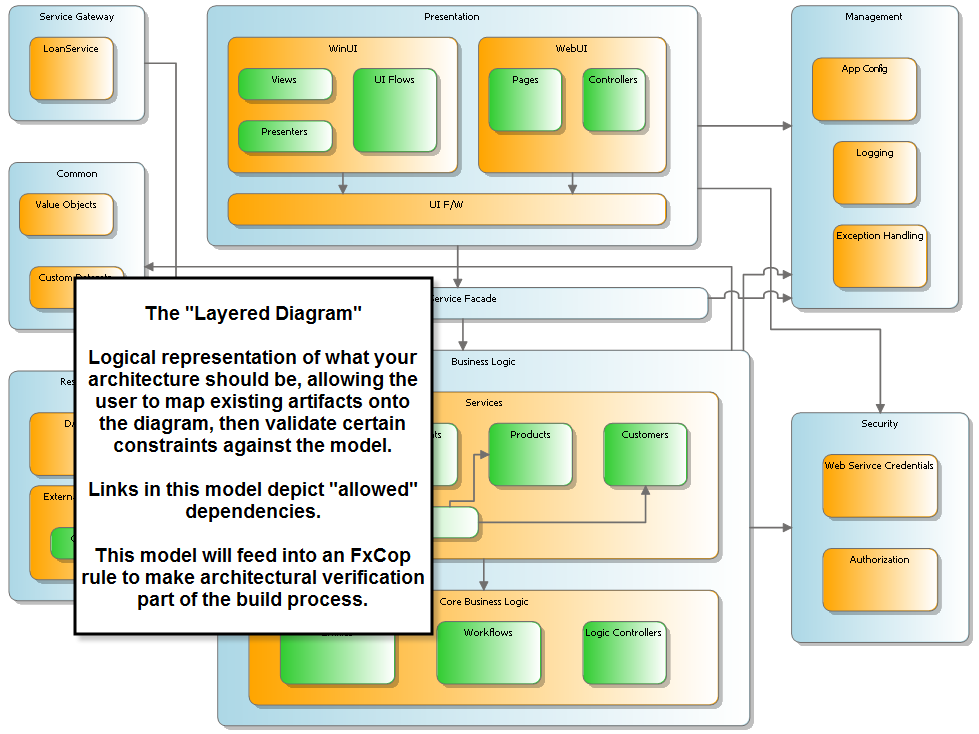 Service Gateway
LoanService
Presentation
WinUI
Views
UI Flows
Presenters
WebUI
Pages
Controllers
UI F/W
Management
App Config
Logging
Exception Handling
Common
Value Objects
Custom
Service Facade
The "Layered Diagram"
Logical representation of what your
architecture should be, allowing the
user to map existing artifacts onto
the diagram, then validate certain
constraints against the model.
Links in this model depict "allowed"
dependencies.
This model will feed into an FxCop
rule to make architectural verification
part of the build process.
Business Logic
Services
Products
Customers
Core Business Logic
Workflows
Logic Controllers
Security
Web Serivce Credentials
Authorization